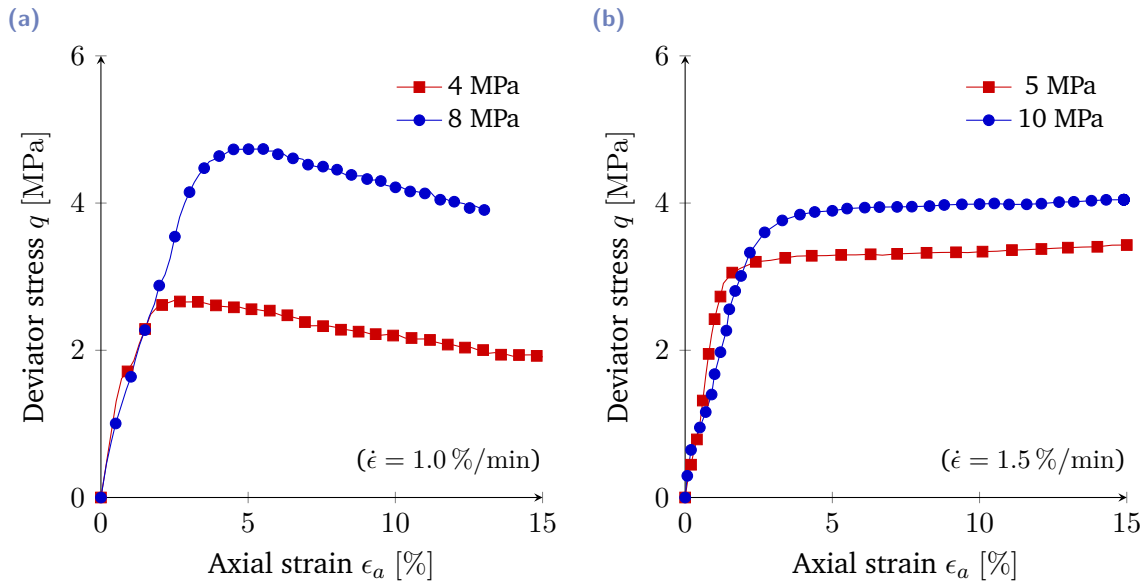 (a)
6
4
2
0
0
5
10
15
Deviator stress q [MPa]
Axial strain ϵₐ [%]
4 MPa
8 MPa
(ϵ̇ = 1.0 %/min)
(b)
6
4
2
0
0
5
10
15
Deviator stress q [MPa]
Axial strain ϵₐ [%]
5 MPa
10 MPa
(ϵ̇ = 1.5 %/min)